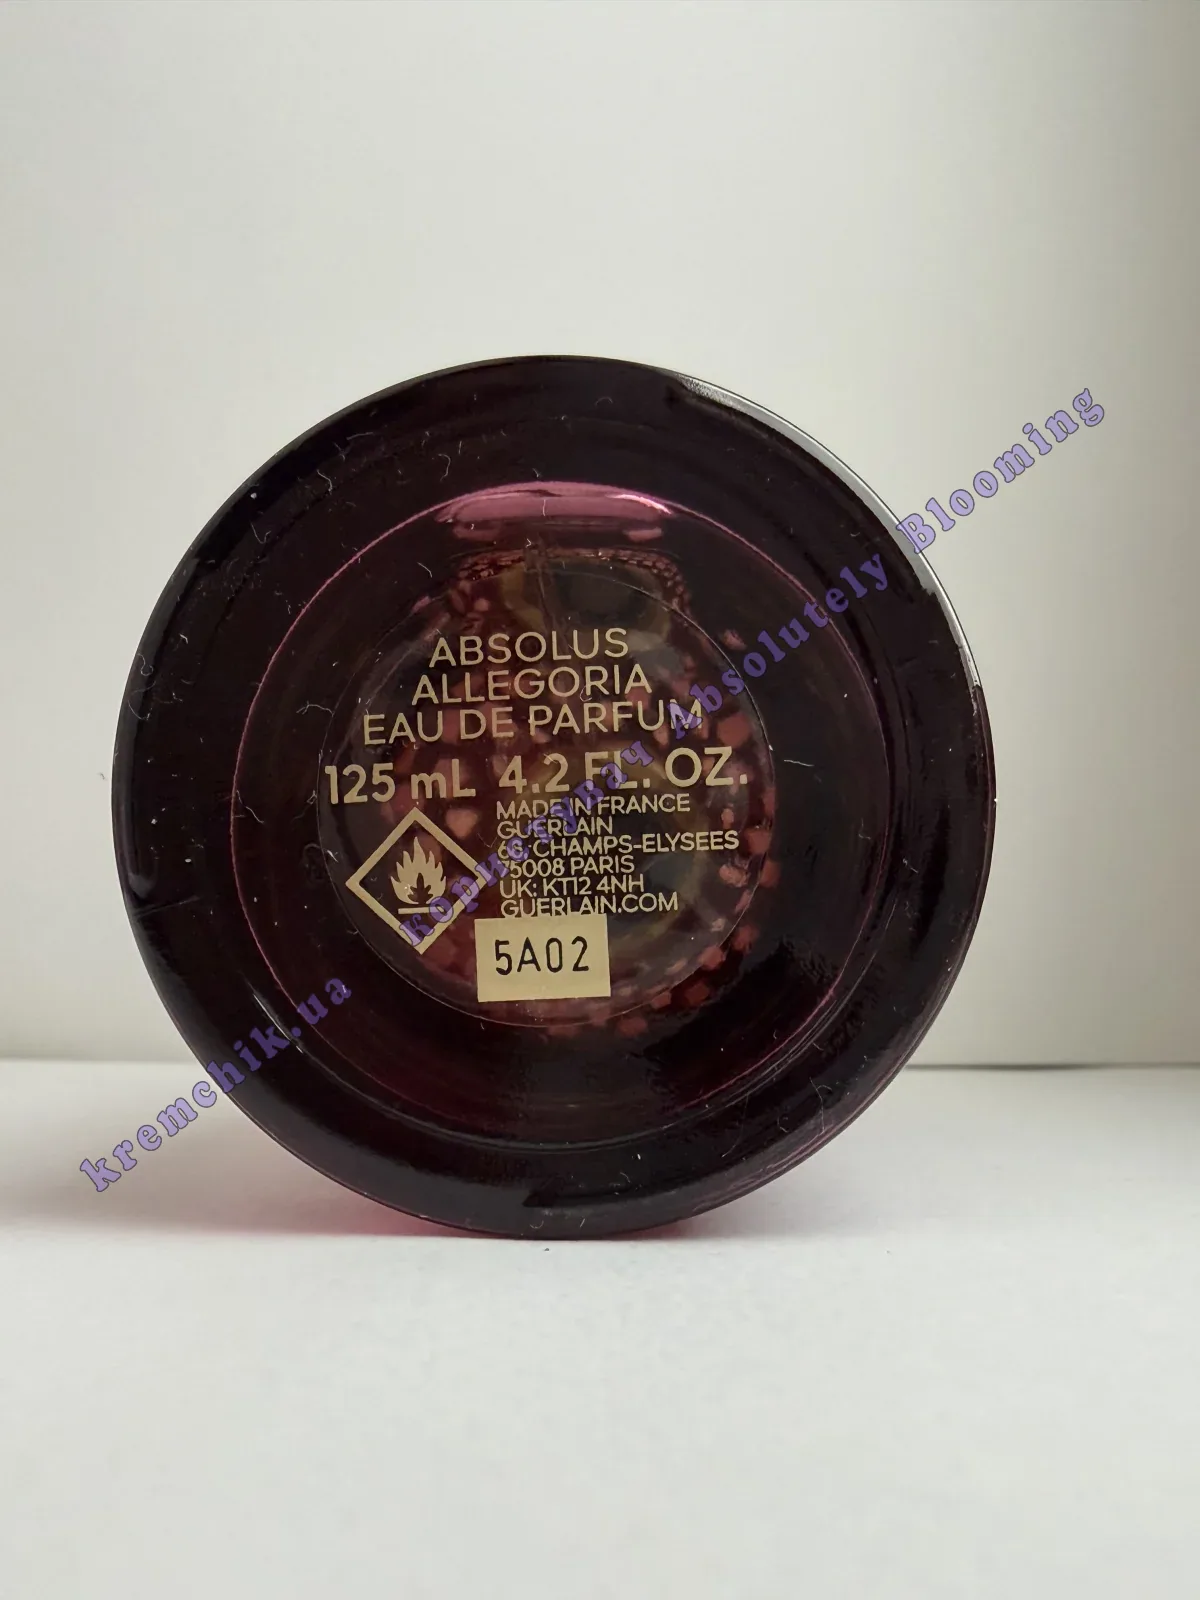 ABSOLUS
ALLEGORIA
EAU DE PARFUM
125 mL 4.2 FL. OZ.
MADE IN FRANCE
GUERLAIN
68, CHAMPS-ELYSEES
75008 PARIS
UK: KT12 4NH
GUERLAIN.COM
5A02
kremchik.ua користувач Absolutely Blooming